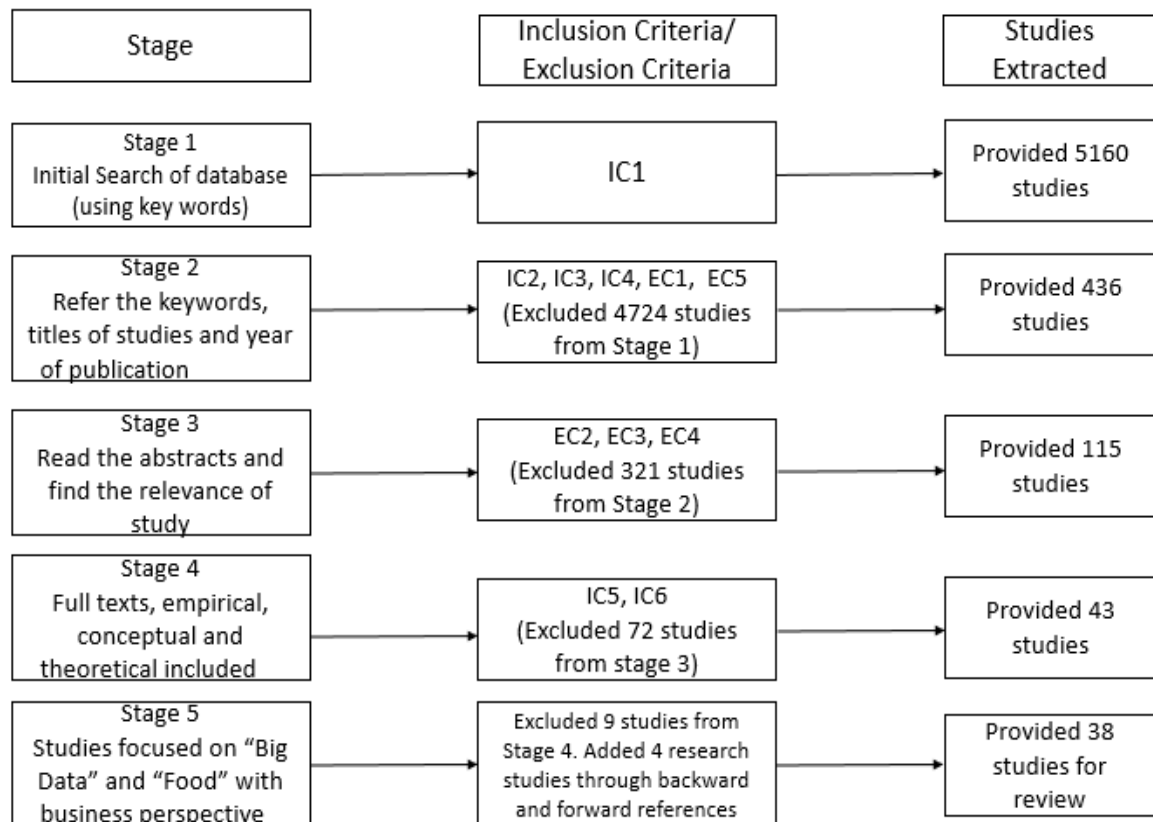 Stage
Inclusion Criteria/
Exclusion Criteria
Studies
Extracted
Stage 1
Initial Search of database
(using key words)
IC1
Provided 5160
studies
Stage 2
Refer the keywords,
titles of studies and year
of publication
IC2, IC3, IC4, EC1, EC5
(Excluded 4724 studies
from Stage 1)
Provided 436
studies
Stage 3
Read the abstracts and
find the relevance of
study
EC2, EC3, EC4
(Excluded 321 studies
from Stage 2)
Provided 115
studies
Stage 4
Full texts, empirical,
conceptual and
theoretical included
IC5, IC6
(Excluded 72 studies
from stage 3)
Provided 43
studies
Stage 5
Studies focused on “Big
Data” and “Food” with
business perspective
Excluded 9 studies from
Stage 4. Added 4 research
studies through backward
and forward references
Provided 38
studies for
review